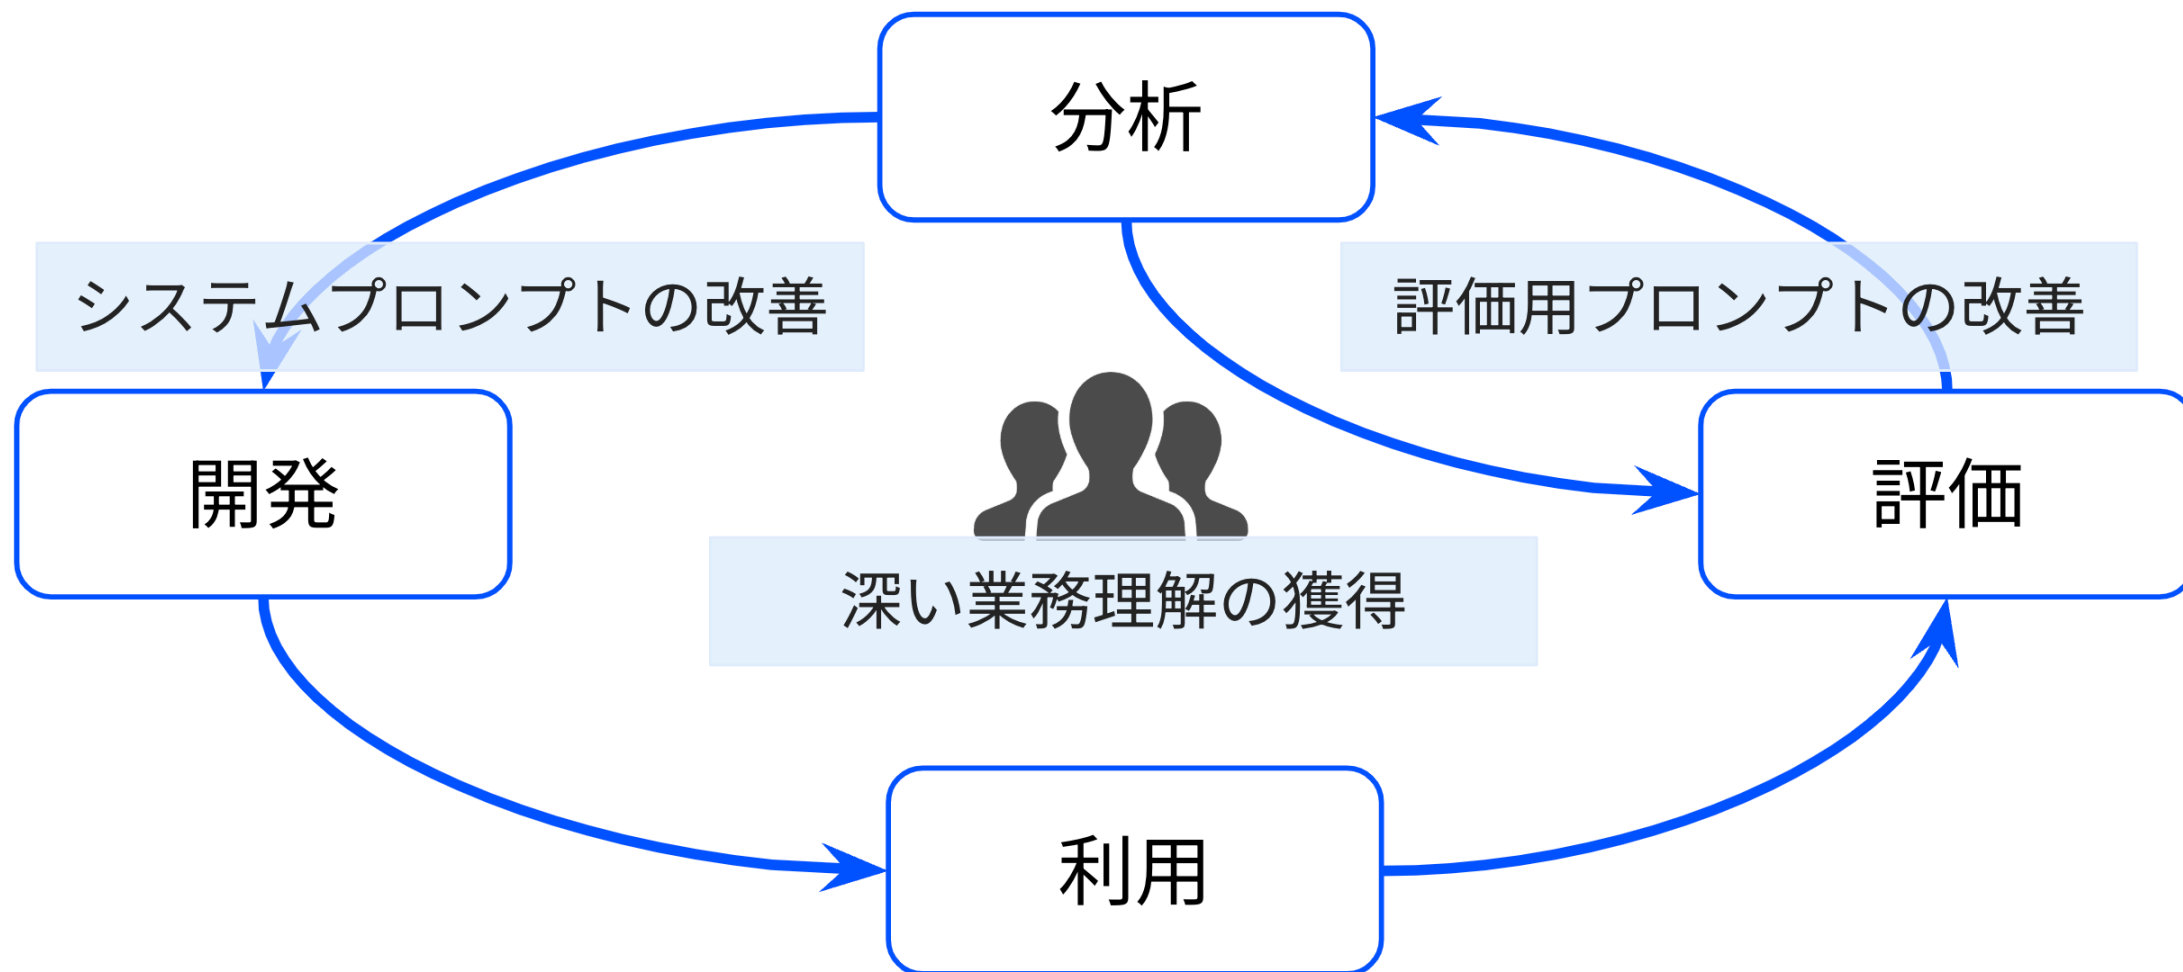 分析
システムプロンプトの改善
評価用プロンプトの改善
開発
評価
深い業務理解の獲得
利用